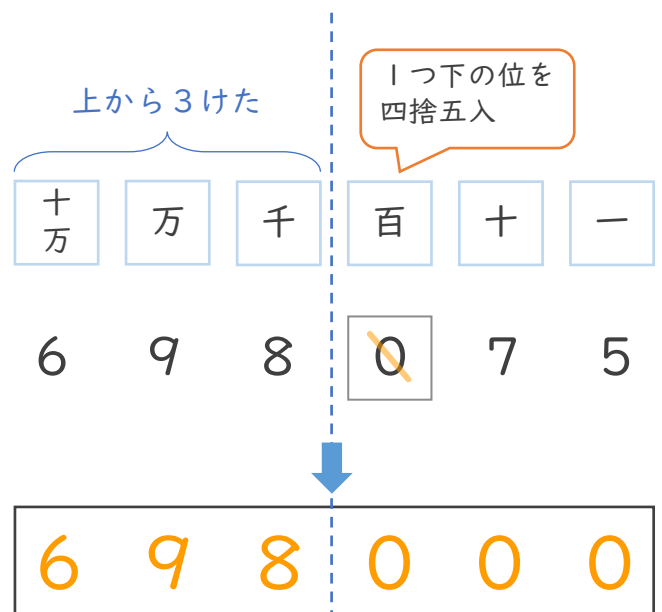 上から3けた
1つ下の位を
四捨五入
十万 万 千 百 十 一
6 9 8 0 7 5
6 9 8 0 0 0